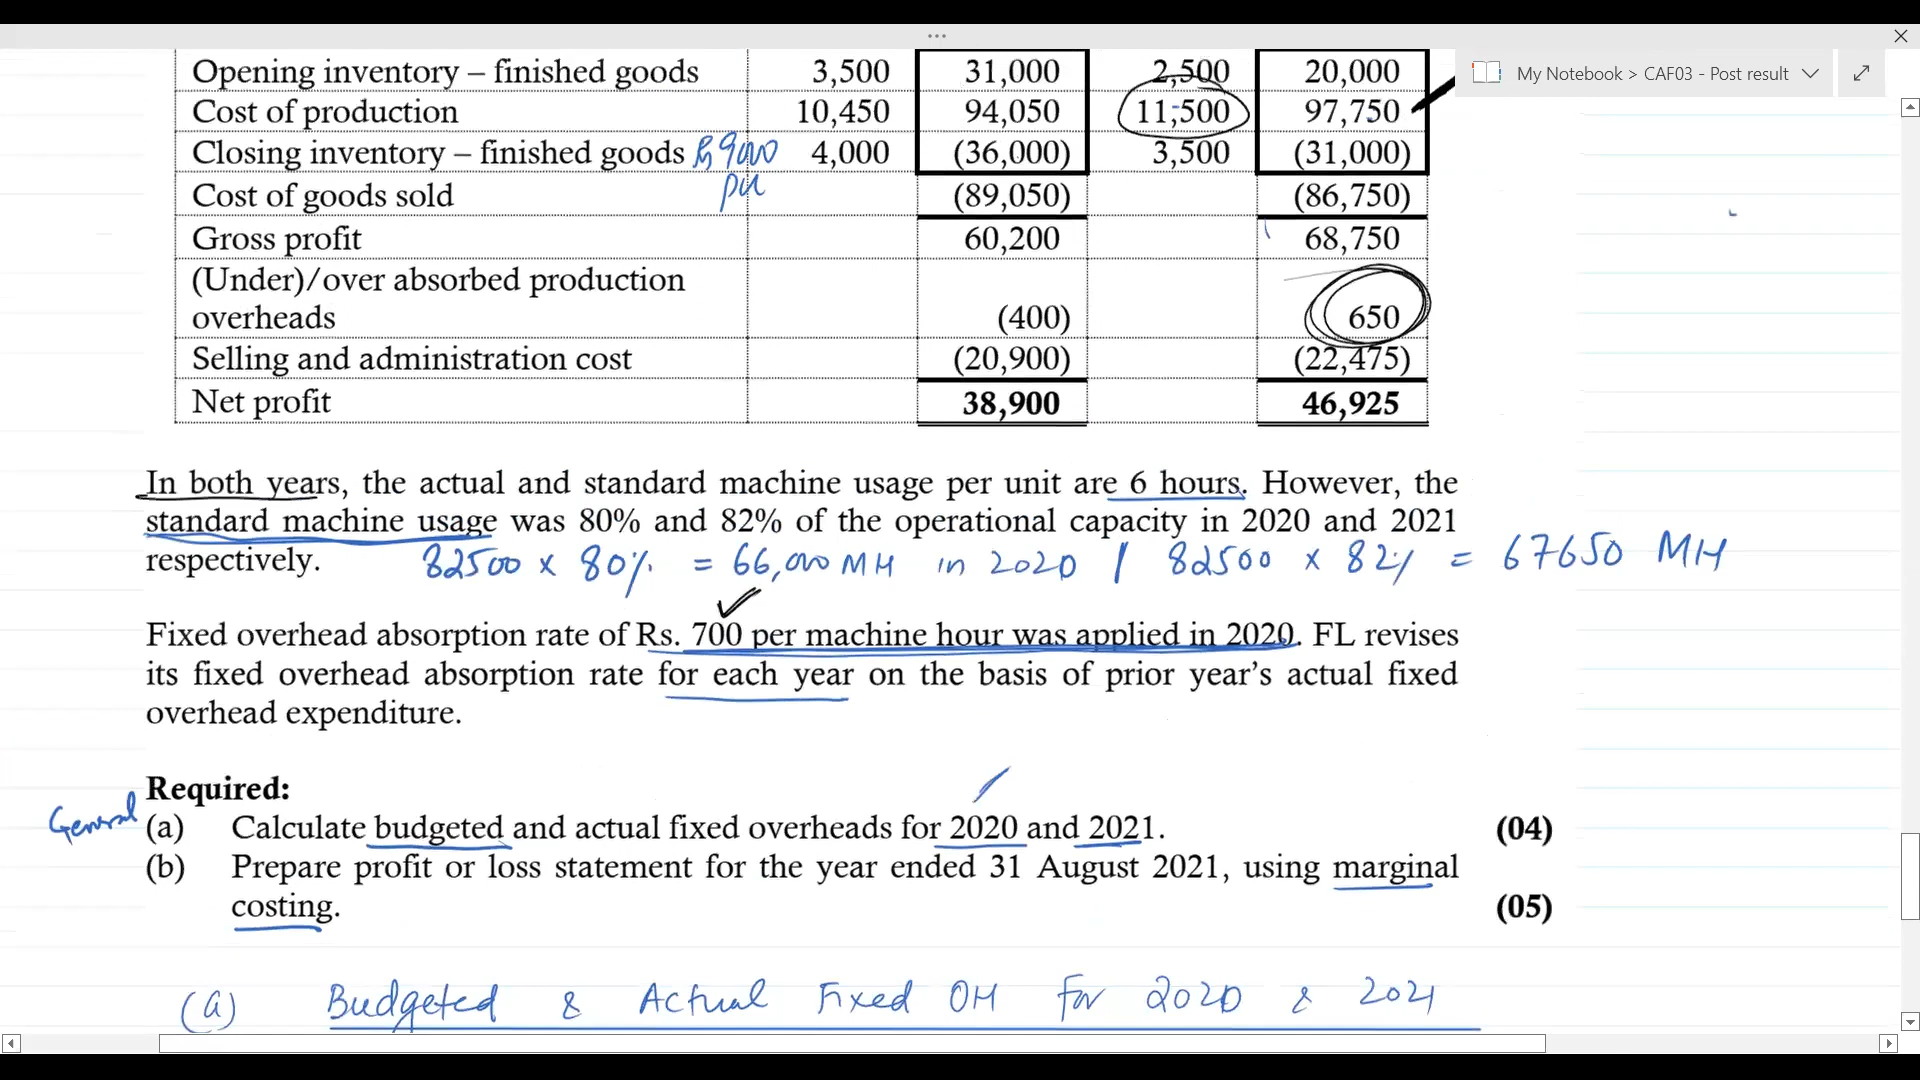 My Notebook > CAF03 - Post result
Opening inventory – finished goods 3,500 31,000 2,500 20,000
Cost of production 10,450 94,050 11,500 97,750
Closing inventory – finished goods Rs 9000 pu 4,000 (36,000) 3,500 (31,000)
Cost of goods sold (89,050) (86,750)
Gross profit 60,200 68,750
(Under)/over absorbed production
overheads (400) 650
Selling and administration cost (20,900) (22,475)
Net profit 38,900 46,925
In both years, the actual and standard machine usage per unit are 6 hours. However, the
standard machine usage was 80% and 82% of the operational capacity in 2020 and 2021
respectively. 82500 x 80% = 66,000 MH in 2020 / 82500 x 82% = 67650 MH
Fixed overhead absorption rate of Rs. 700 per machine hour was applied in 2020. FL revises
its fixed overhead absorption rate for each year on the basis of prior year's actual fixed
overhead expenditure.
Required:
General (a) Calculate budgeted and actual fixed overheads for 2020 and 2021. (04)
(b) Prepare profit or loss statement for the year ended 31 August 2021, using marginal
costing. (05)
(a) Budgeted & Actual Fixed OH for 2020 & 2021